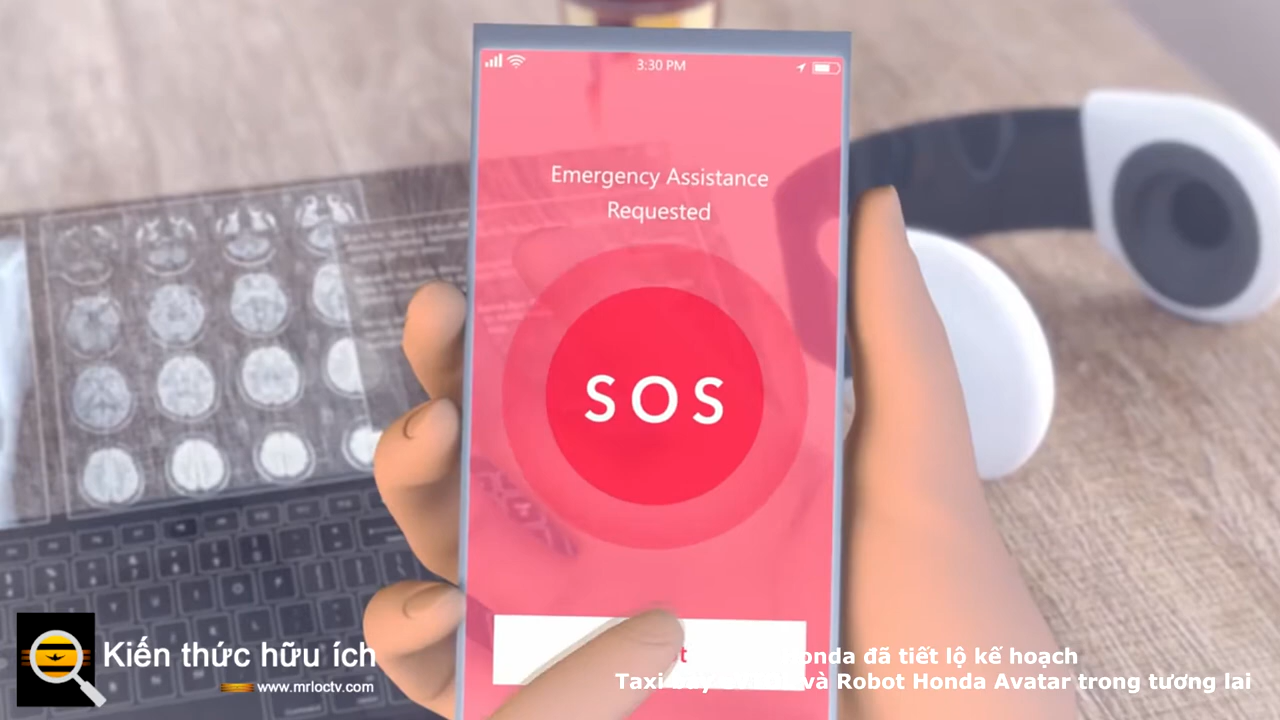 3:30 PM
Emergency Assistance
Requested
SOS
Kiến thức hữu ích
www.mrloctv.com
đã tiết lộ kế hoạch
Taxi và Robot Honda Avatar trong tương lai